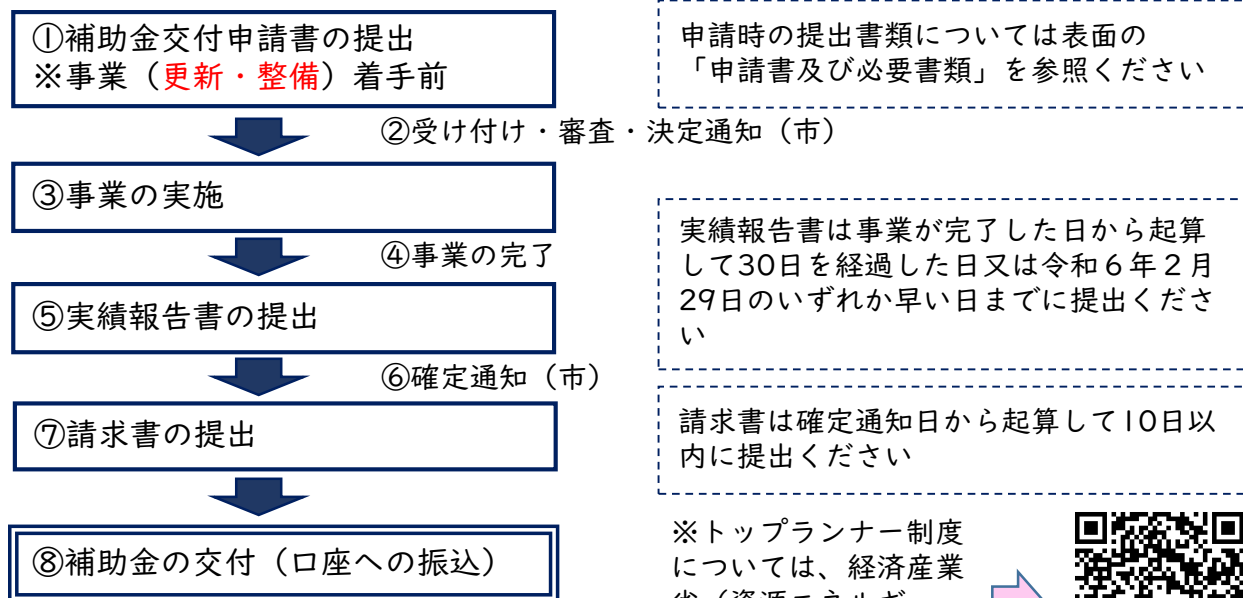 ①補助金交付申請書の提出
※事業（更新・整備）着手前
申請時の提出書類については表面の
「申請書及び必要書類」を参照ください
②受け付け・審査・決定通知（市）
③事業の実施
④事業の完了
実績報告書は事業が完了した日から起算
して30日を経過した日又は令和６年２月
29日のいずれか早い日までに提出くださ
い
⑤実績報告書の提出
⑥確定通知（市）
⑦請求書の提出
請求書は確定通知日から起算して10日以
内に提出ください
⑧補助金の交付（口座への振込）
※トップランナー制度
については、経済産業
省（資源エネルギー